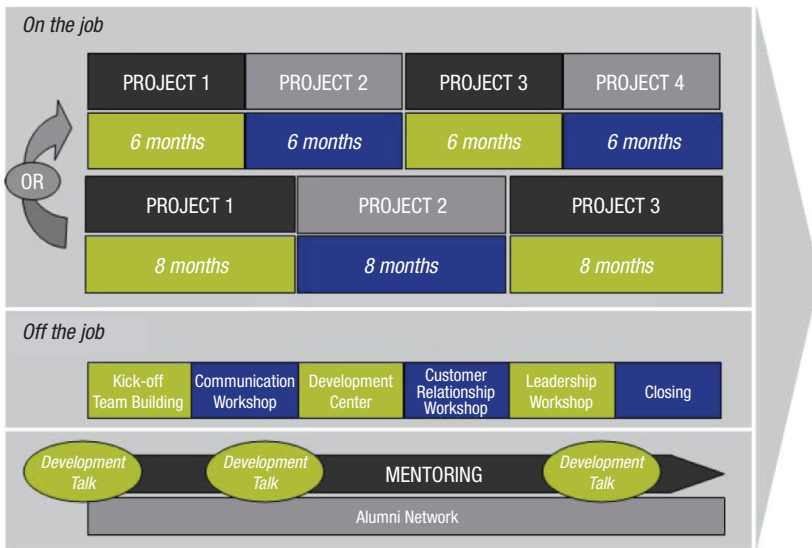 On the job
PROJECT 1
PROJECT 2
PROJECT 3
PROJECT 4
6 months
6 months
6 months
6 months
OR
PROJECT 1
PROJECT 2
PROJECT 3
8 months
8 months
8 months
Off the job
Kick-off
Team Building
Communication
Workshop
Development
Center
Customer
Relationship
Workshop
Leadership
Workshop
Closing
Development
Talk
Development
Talk
MENTORING
Development
Talk
Alumni Network